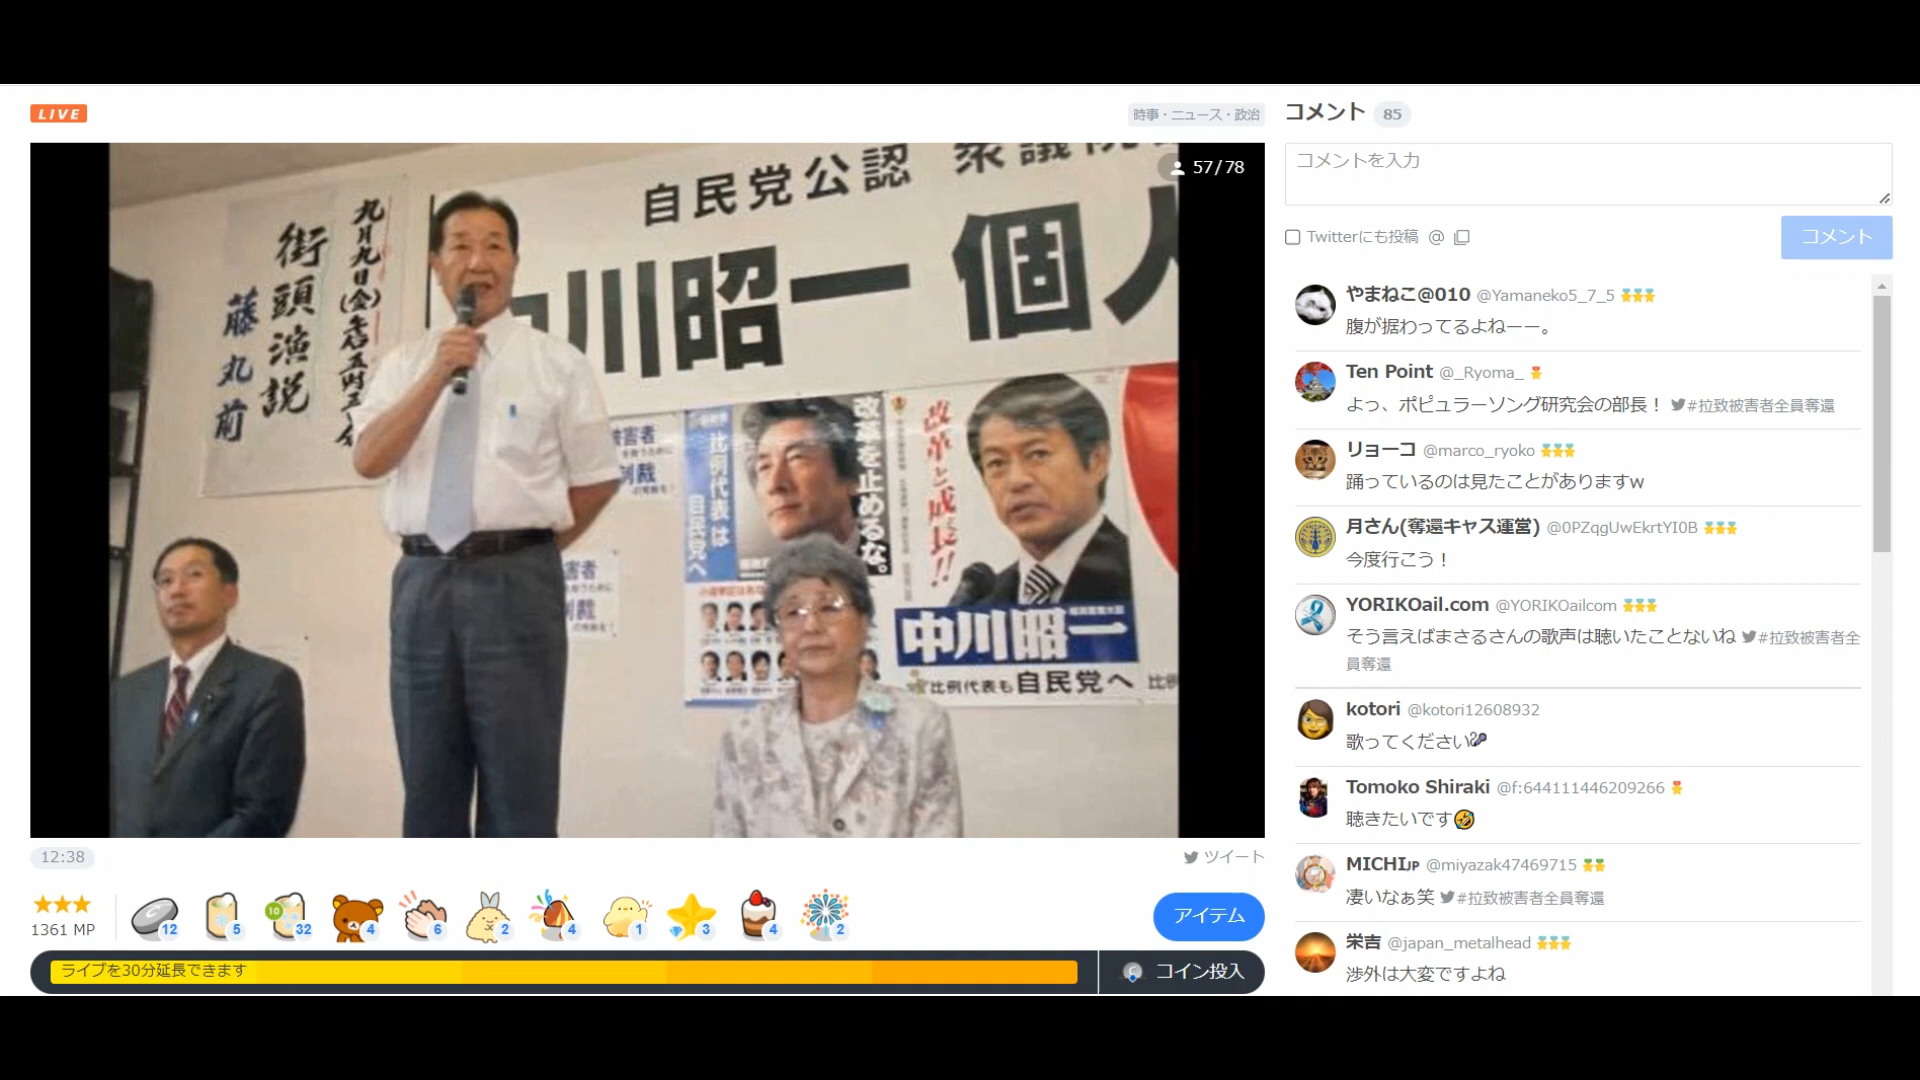 LIVE
時事・ニュース・政治
57/78
自民党公認 衆議院
中川昭一 個人
九月九日(金)
街頭演説
藤丸前
比例代表は
自民党へ
改革を止めるな。
改革と成長!!
中川昭一
比例代表も自民党へ
12:38
ツイート
1361 MP
12
5
10
32
4
6
2
4
1
3
4
2
アイテム
ライブを30分延長できます
コイン投入
コメント 85
コメントを入力
Twitterにも投稿 @
コメント
やまねこ@010 @Yamaneko5_7_5
腹が据わってるよねーー。
Ten Point @_Ryoma_
よっ、ポピュラーソング研究会の部長! #拉致被害者全員奪還
リョーコ @marco_ryoko
踊っているのは見たことがありますw
月さん(奪還キャス運営) @0PZqgUwEkrtYI0B
今度行こう!
YORIKOail.com @YORIKOailcom
そう言えばまさるさんの歌声は聴いたことないね #拉致被害者全
員奪還
kotori @kotori12608932
歌ってください🎤
Tomoko Shiraki @f:644111446209266
聴きたいです🤣
MICHIJP @miyazak47469715
凄いなぁ笑 #拉致被害者全員奪還
栄吉 @japan_metalhead
渉外は大変ですよね